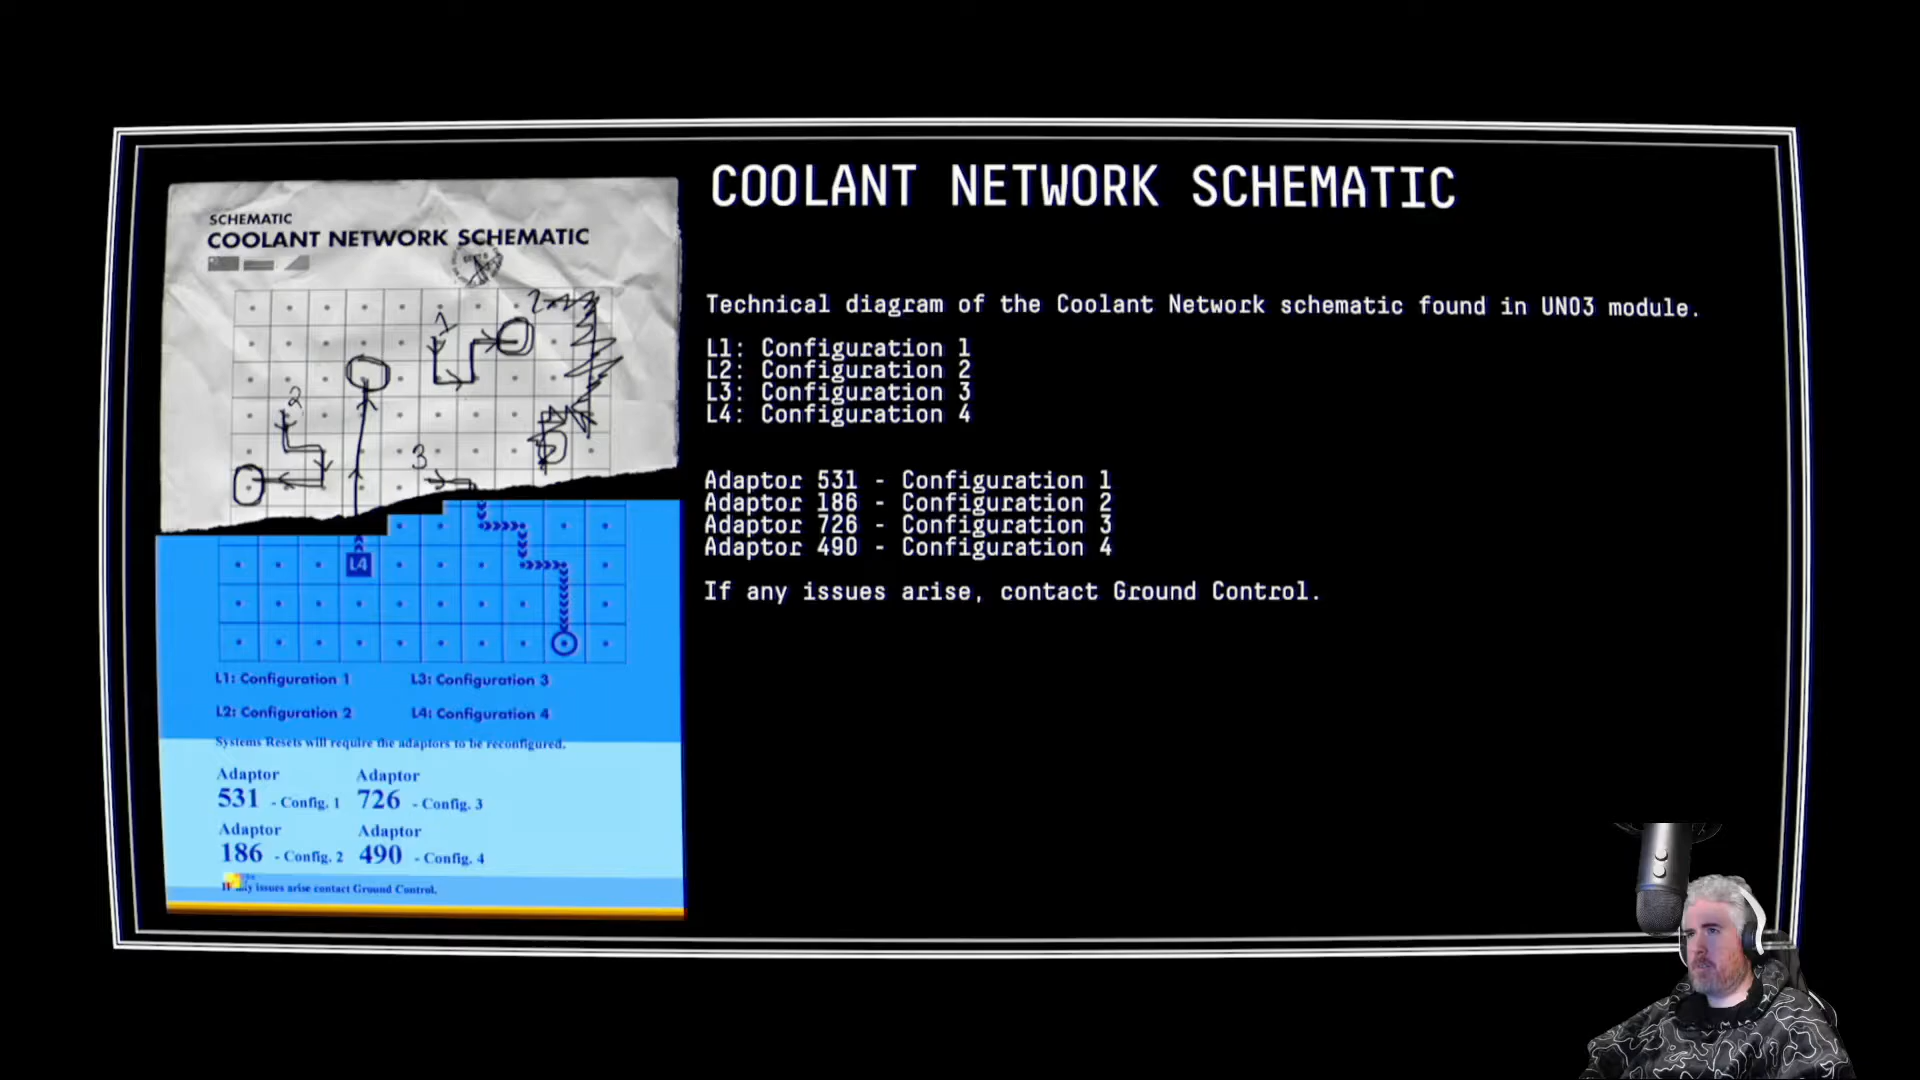 SCHEMATIC
COOLANT NETWORK SCHEMATIC
1
2
2
3
L4
L1: Configuration 1
L3: Configuration 3
L2: Configuration 2
L4: Configuration 4
Systems Resets will require the adaptors to be reconfigured.
Adaptor
531 - Config. 1
Adaptor
726 - Config. 3
Adaptor
186 - Config. 2
Adaptor
490 - Config. 4
issues arise contact Ground Control.
COOLANT NETWORK SCHEMATIC
Technical diagram of the Coolant Network schematic found in UNO3 module.
L1: Configuration 1
L2: Configuration 2
L3: Configuration 3
L4: Configuration 4
Adaptor 531 - Configuration 1
Adaptor 186 - Configuration 2
Adaptor 726 - Configuration 3
Adaptor 490 - Configuration 4
If any issues arise, contact Ground Control.